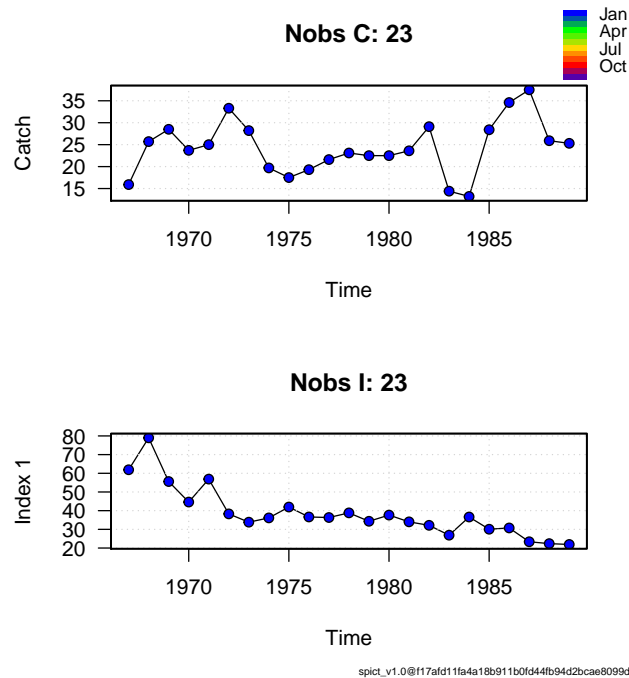 Nobs C: 23
Jan
Apr
Jul
Oct
Catch
35
30
25
20
15
1970 1975 1980 1985
Time
Nobs I: 23
Index 1
80
70
60
50
40
30
20
1970 1975 1980 1985
Time
spict_v1.0@f17afd11fa4a18b911b0fd44fb94d2bcae8099d